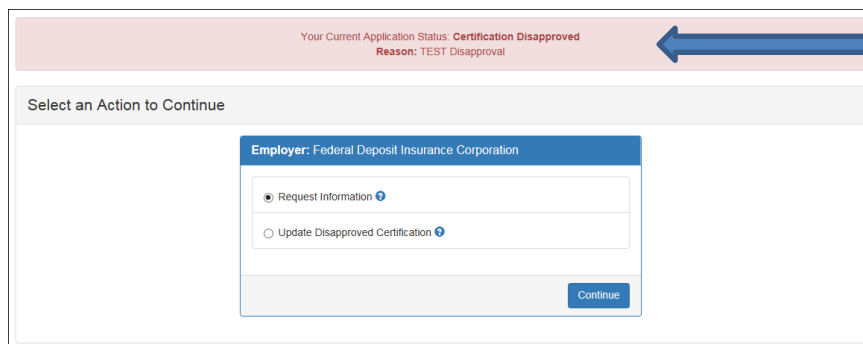 Your Current Application Status: Certification Disapproved
Reason: TEST Disapproval
Select an Action to Continue
Employer: Federal Deposit Insurance Corporation
Request Information ?
Update Disapproved Certification ?
Continue